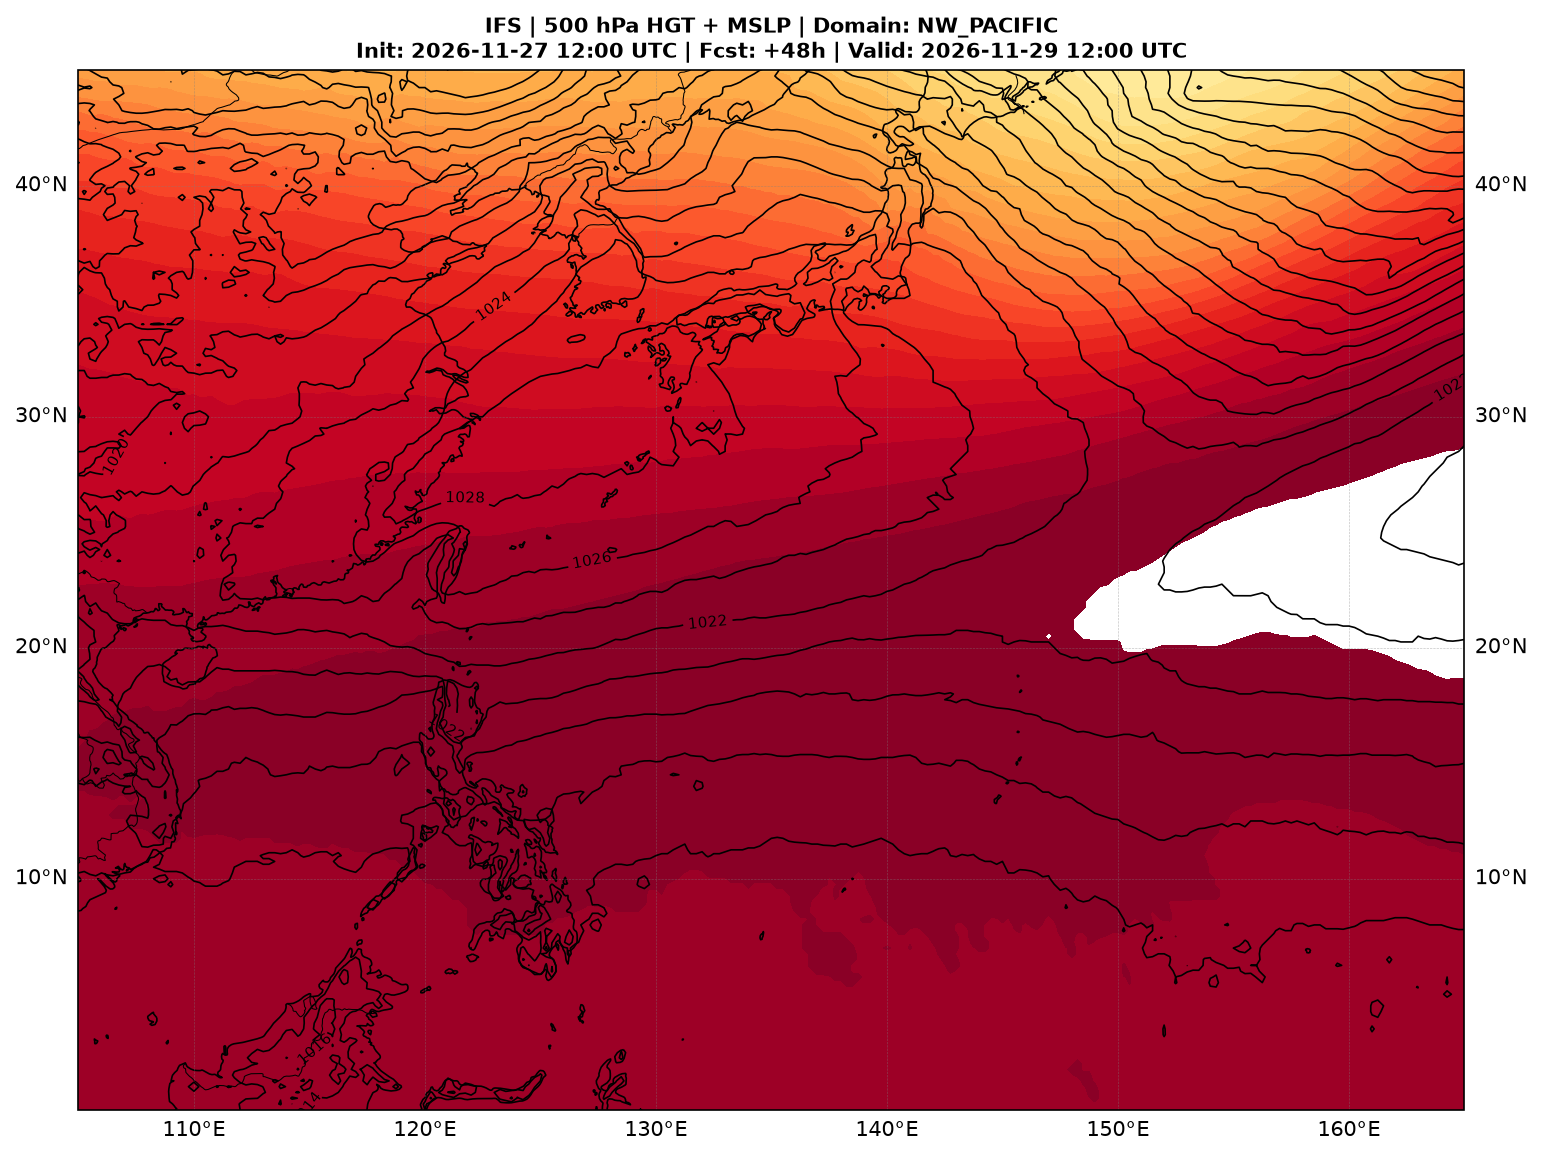 IFS | 500 hPa HGT + MSLP | Domain: NW_PACIFIC
Init: 2026-11-27 12:00 UTC | Fcst: +48h | Valid: 2026-11-29 12:00 UTC
40°N 40°N
1024
30°N 30°N
1020
1028
1026
1022
20°N 20°N
10°N 10°N
1016
110°E 120°E 130°E 140°E 150°E 160°E